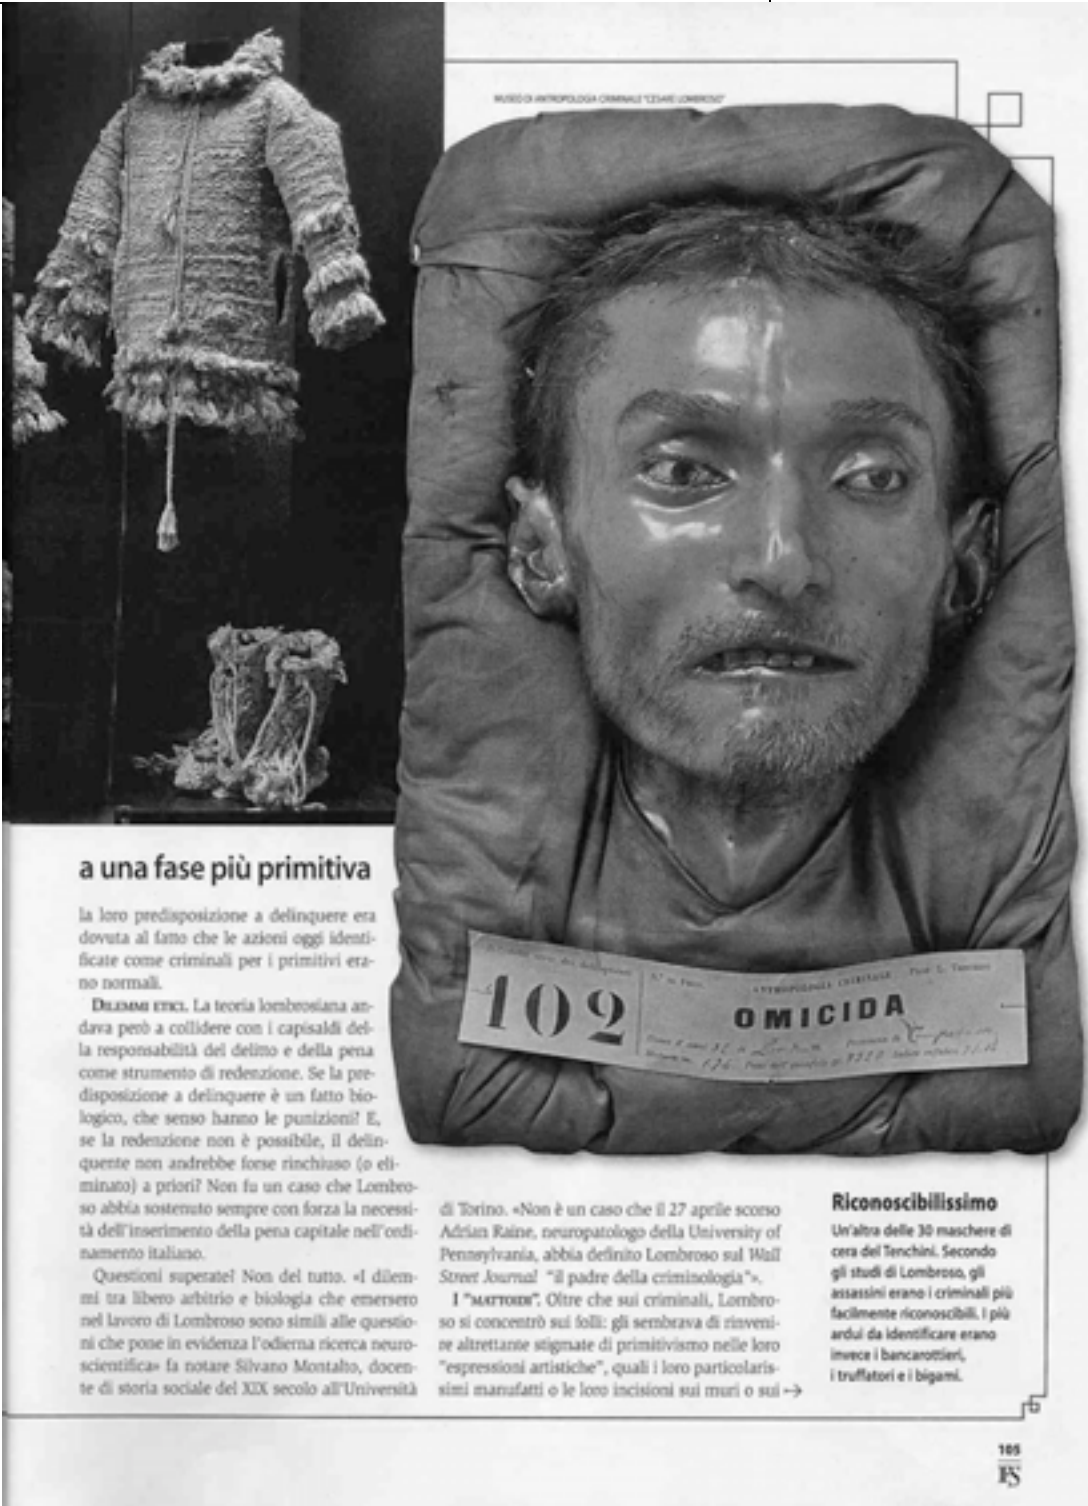 MUSEO DI ANTROPOLOGIA CRIMINALE "CESARE LOMBROSO"
102
ANTROPOLOGIA CRIMINALE
OMICIDA
a una fase più primitiva
la loro predisposizione a delinquere era
dovuta al fatto che le azioni oggi identi-
ficate come criminali per i primitivi era-
no normali.
DILEMMI ETICI. La teoria lombrosiana an-
dava però a collidere con i capisaldi del-
la responsabilità del delitto e della pena
come strumento di redenzione. Se la pre-
disposizione a delinquere è un fatto bio-
logico, che senso hanno le punizioni? E,
se la redenzione non è possibile, il delin-
quente non andrebbe forse rinchiuso (o eli-
minato) a priori? Non fu un caso che Lombro-
so abbia sostenuto sempre con forza la necessi-
tà dell'inserimento della pena capitale nell'ordi-
namento italiano.
Questioni superate? Non del tutto. «I dilem-
mi tra libero arbitrio e biologia che emersero
nel lavoro di Lombroso sono simili alle questio-
ni che pone in evidenza l'odierna ricerca neuro-
scientifica» fa notare Silvano Montalto, docen-
te di storia sociale del XIX secolo all'Università
di Torino. «Non è un caso che il 27 aprile scorso
Adrian Raine, neuropatologo della University of
Pennsylvania, abbia definito Lombroso sul Wall
Street Journal "il padre della criminologia"».
I "MATTOIDI". Oltre che sui criminali, Lombro-
so si concentrò sui folli: gli sembrava di rinveni-
re altrettante stigmate di primitivismo nelle loro
"espressioni artistiche", quali i loro particolaris-
simi manufatti o le loro incisioni sui muri o sui →
Riconoscibilissimo
Un'altra delle 30 maschere di
cera del Tenchini. Secondo
gli studi di Lombroso, gli
assassini erano i criminali più
facilmente riconoscibili. I più
ardui da identificare erano
invece i bancarottieri,
i truffatori e i bigami.
105
FS